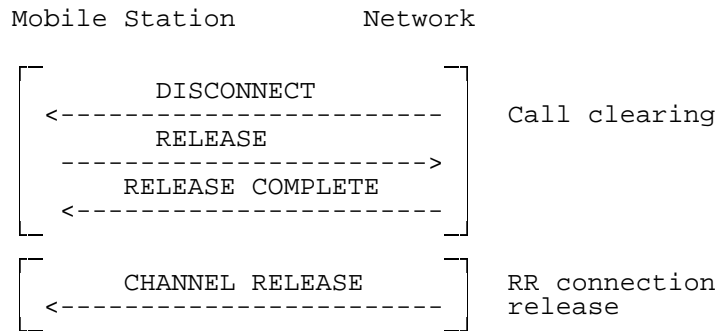 Mobile Station Network
DISCONNECT
<------------------------ Call clearing
RELEASE
----------------------->
RELEASE COMPLETE
<-----------------------
CHANNEL RELEASE RR connection
<------------------------ release